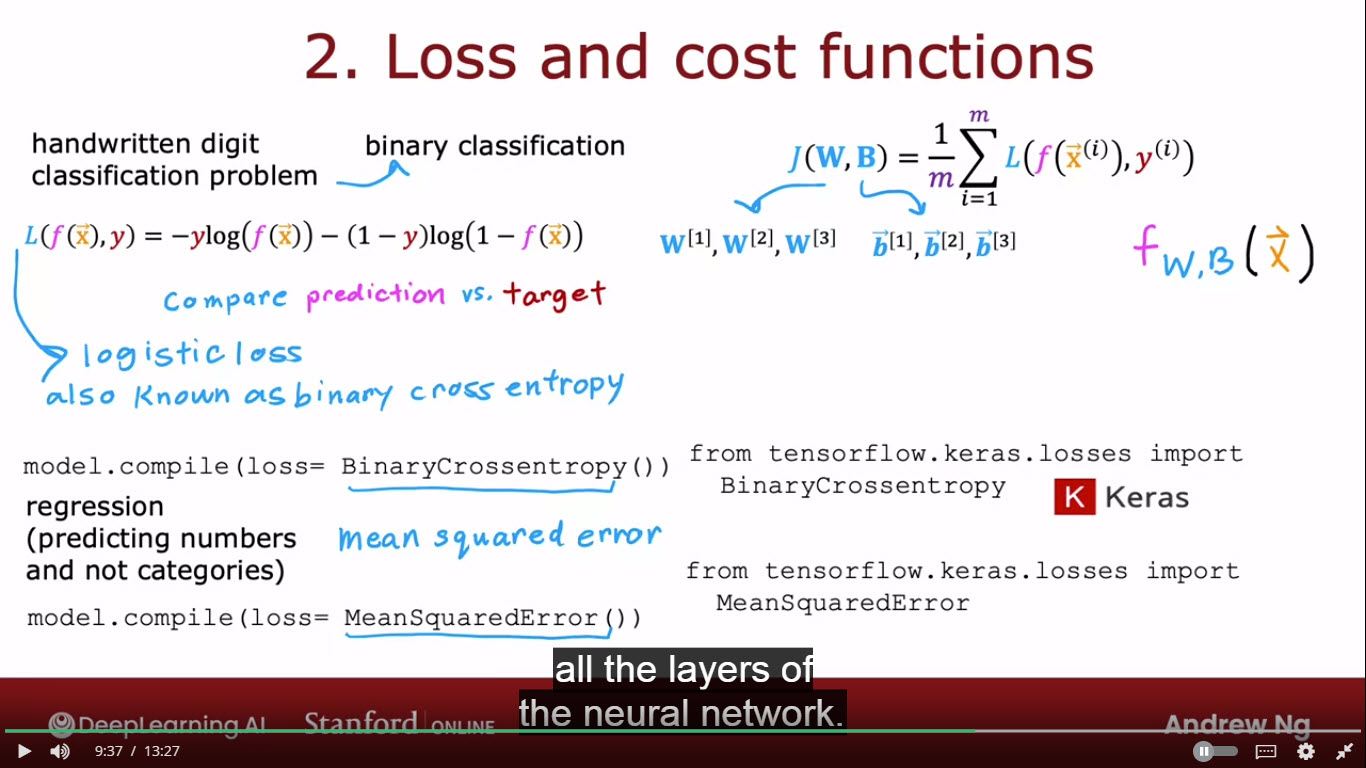 2. Loss and cost functions
handwritten digit
classification problem
binary classification
L(f(x⃗), y) = −ylog(f(x⃗)) − (1 − y)log(1 − f(x⃗))
compare prediction vs. target
logistic loss
also known as binary cross entropy
J(W, B) = 1/m ∑_{i=1}^{m} L(f(x⃗^(i)), y^(i))
W^[1], W^[2], W^[3]
b⃗^[1], b⃗^[2], b⃗^[3]
f_{W,B}(x⃗)
model.compile(loss= BinaryCrossentropy())
from tensorflow.keras.losses import
BinaryCrossentropy
K Keras
regression
(predicting numbers
and not categories)
mean squared error
model.compile(loss= MeanSquaredError())
from tensorflow.keras.losses import
MeanSquaredError
all the layers of
the neural network.
DeepLearning.AI
Stanford | ONLINE
Andrew Ng
9:37 / 13:27